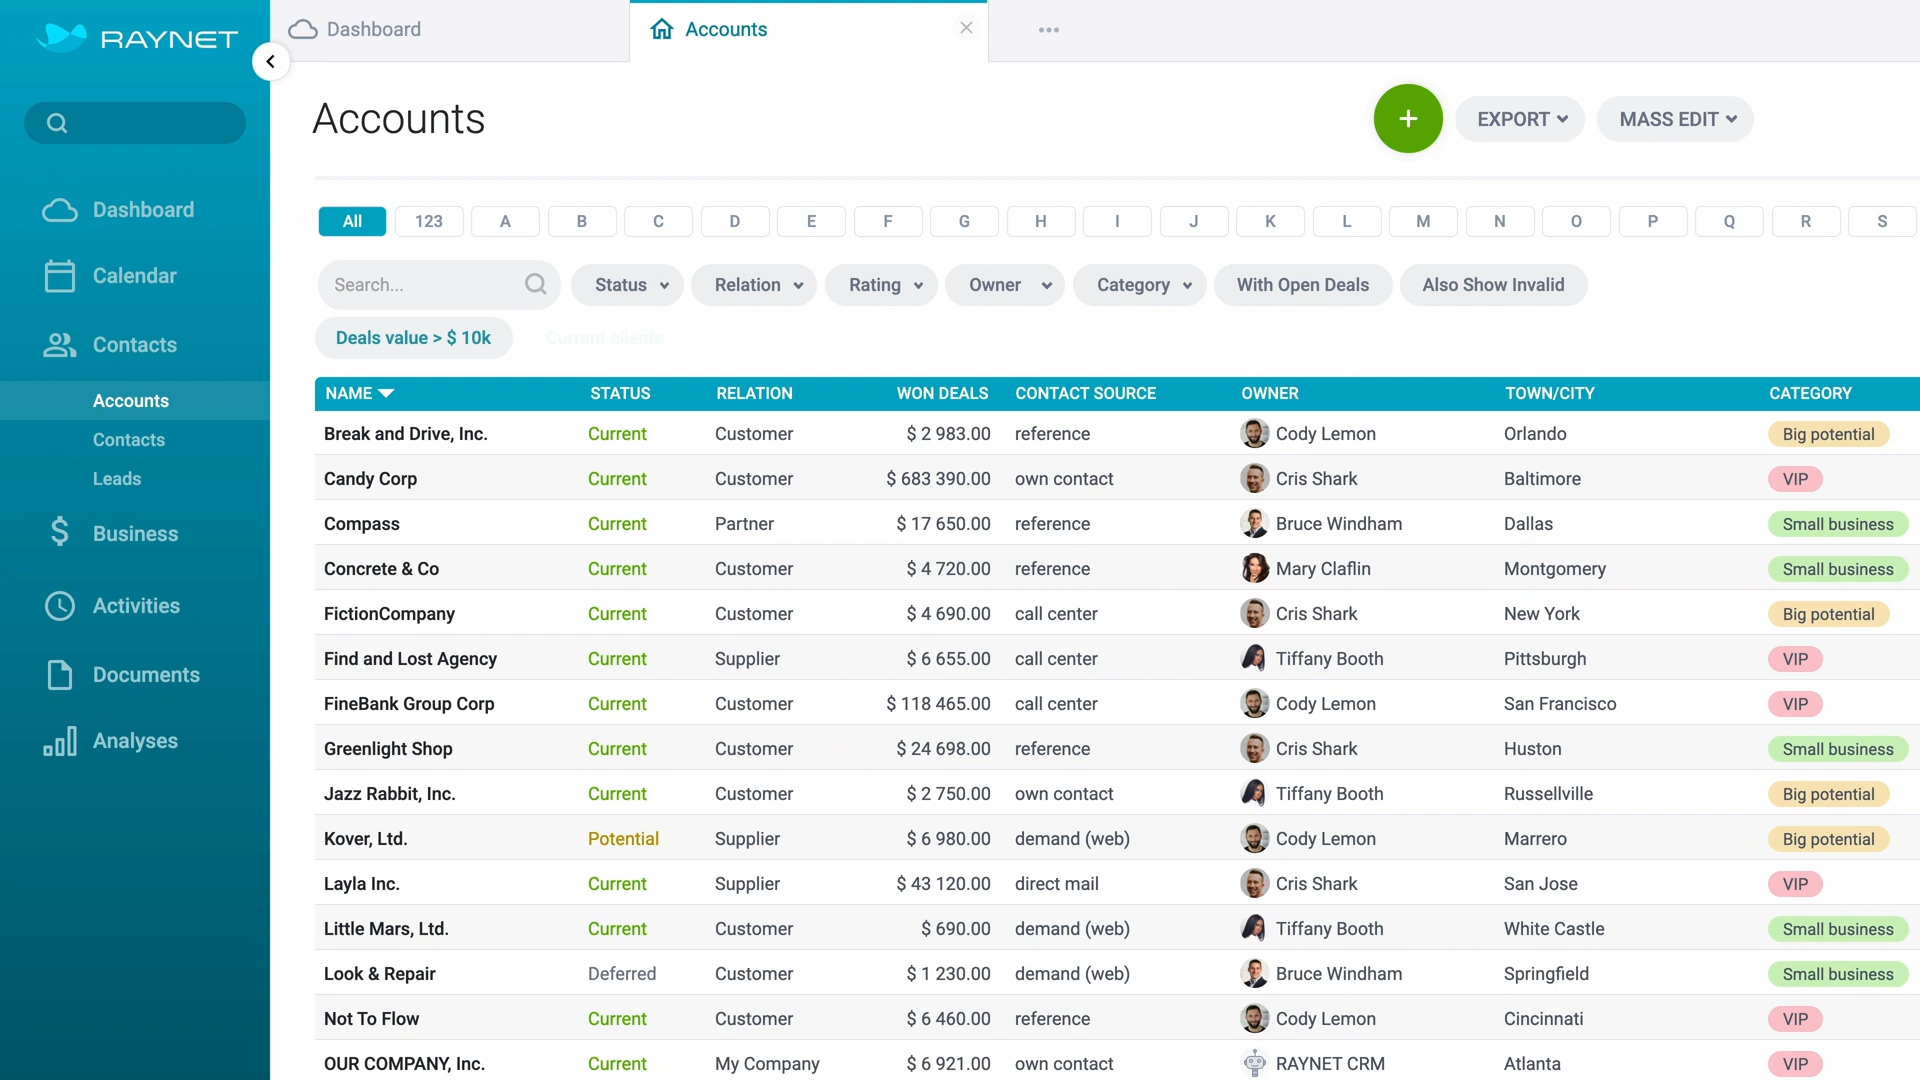 RAYNET
Dashboard
Accounts
Accounts
EXPORT
MASS EDIT
All 123 A B C D E F G H I J K L M N O P Q R S
Search... Status Relation Rating Owner Category With Open Deals Also Show Invalid
Deals value > $ 10k Current clients
Dashboard
Calendar
Contacts
Accounts
Contacts
Leads
Business
Activities
Documents
Analyses
NAME STATUS RELATION WON DEALS CONTACT SOURCE OWNER TOWN/CITY CATEGORY
Break and Drive, Inc. Current Customer $ 2 983.00 reference Cody Lemon Orlando Big potential
Candy Corp Current Customer $ 683 390.00 own contact Cris Shark Baltimore VIP
Compass Current Partner $ 17 650.00 reference Bruce Windham Dallas Small business
Concrete & Co Current Customer $ 4 720.00 reference Mary Claflin Montgomery Small business
FictionCompany Current Customer $ 4 690.00 call center Cris Shark New York Big potential
Find and Lost Agency Current Supplier $ 6 655.00 call center Tiffany Booth Pittsburgh VIP
FineBank Group Corp Current Customer $ 118 465.00 call center Cody Lemon San Francisco VIP
Greenlight Shop Current Customer $ 24 698.00 reference Cris Shark Huston Small business
Jazz Rabbit, Inc. Current Customer $ 2 750.00 own contact Tiffany Booth Russellville Big potential
Kover, Ltd. Potential Supplier $ 6 980.00 demand (web) Cody Lemon Marrero Big potential
Layla Inc. Current Supplier $ 43 120.00 direct mail Cris Shark San Jose VIP
Little Mars, Ltd. Current Customer $ 690.00 demand (web) Tiffany Booth White Castle Small business
Look & Repair Deferred Customer $ 1 230.00 demand (web) Bruce Windham Springfield Small business
Not To Flow Current Customer $ 6 460.00 reference Cody Lemon Cincinnati VIP
OUR COMPANY, Inc. Current My Company $ 6 921.00 own contact RAYNET CRM Atlanta VIP